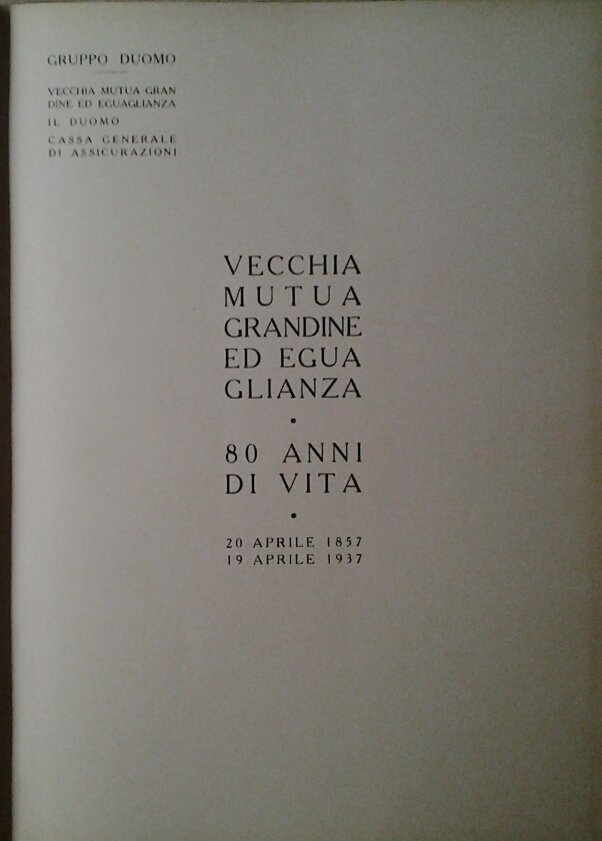 GRUPPO DUOMO
VECCHIA MUTUA GRAN
DINE ED EGUAGLIANZA
IL DUOMO
CASSA GENERALE
DI ASSICURAZIONI
VECCHIA
MUTUA
GRANDINE
ED EGUA
GLIANZA
•
80 ANNI
DI VITA
•
20 APRILE 1857
19 APRILE 1937